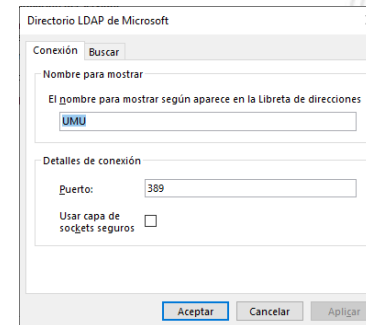 Directorio LDAP de Microsoft
Conexión Buscar
Nombre para mostrar
El nombre para mostrar según aparece en la Libreta de direcciones
UMU
Detalles de conexión
Puerto: 389
Usar capa de
sockets seguros
Aceptar Cancelar Aplicar